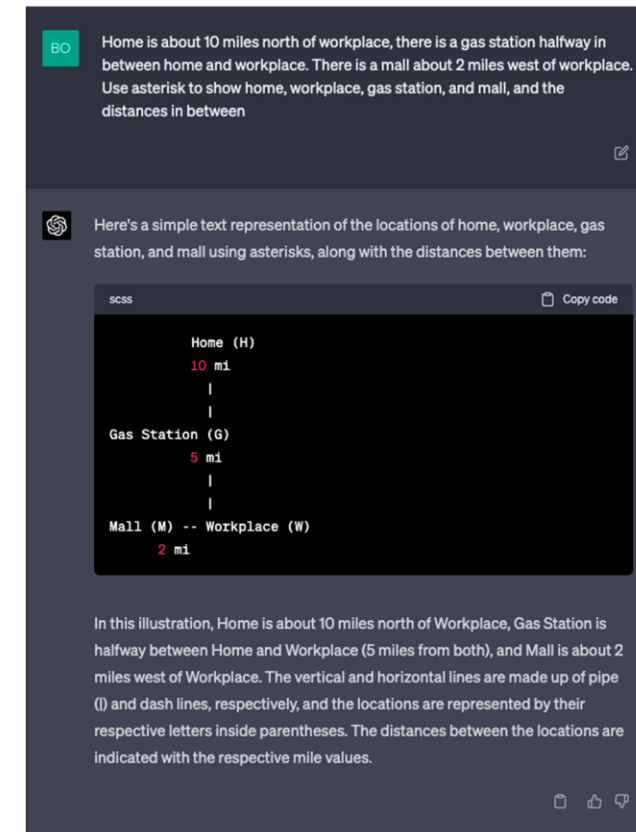 BO
Home is about 10 miles north of workplace, there is a gas station halfway in
between home and workplace. There is a mall about 2 miles west of workplace.
Use asterisk to show home, workplace, gas station, and mall, and the
distances in between
Here's a simple text representation of the locations of home, workplace, gas
station, and mall using asterisks, along with the distances between them:
scss Copy code
Home (H)
10 mi
|
|
Gas Station (G)
5 mi
|
|
Mall (M) -- Workplace (W)
2 mi
In this illustration, Home is about 10 miles north of Workplace, Gas Station is
halfway between Home and Workplace (5 miles from both), and Mall is about 2
miles west of Workplace. The vertical and horizontal lines are made up of pipe
(|) and dash lines, respectively, and the locations are represented by their
respective letters inside parentheses. The distances between the locations are
indicated with the respective mile values.